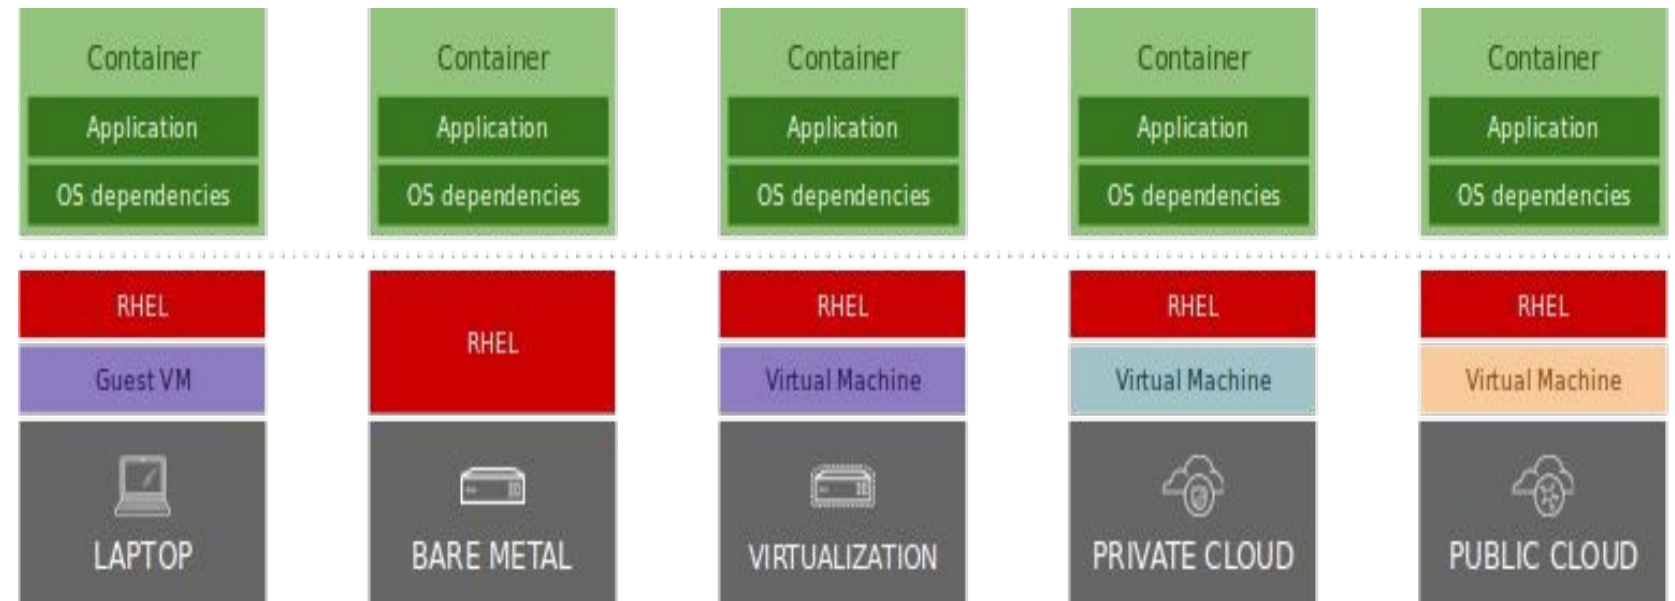 Container
Application
OS dependencies
RHEL
Guest VM
LAPTOP
Container
Application
OS dependencies
RHEL
BARE METAL
Container
Application
OS dependencies
RHEL
Virtual Machine
VIRTUALIZATION
Container
Application
OS dependencies
RHEL
Virtual Machine
PRIVATE CLOUD
Container
Application
OS dependencies
RHEL
Virtual Machine
PUBLIC CLOUD